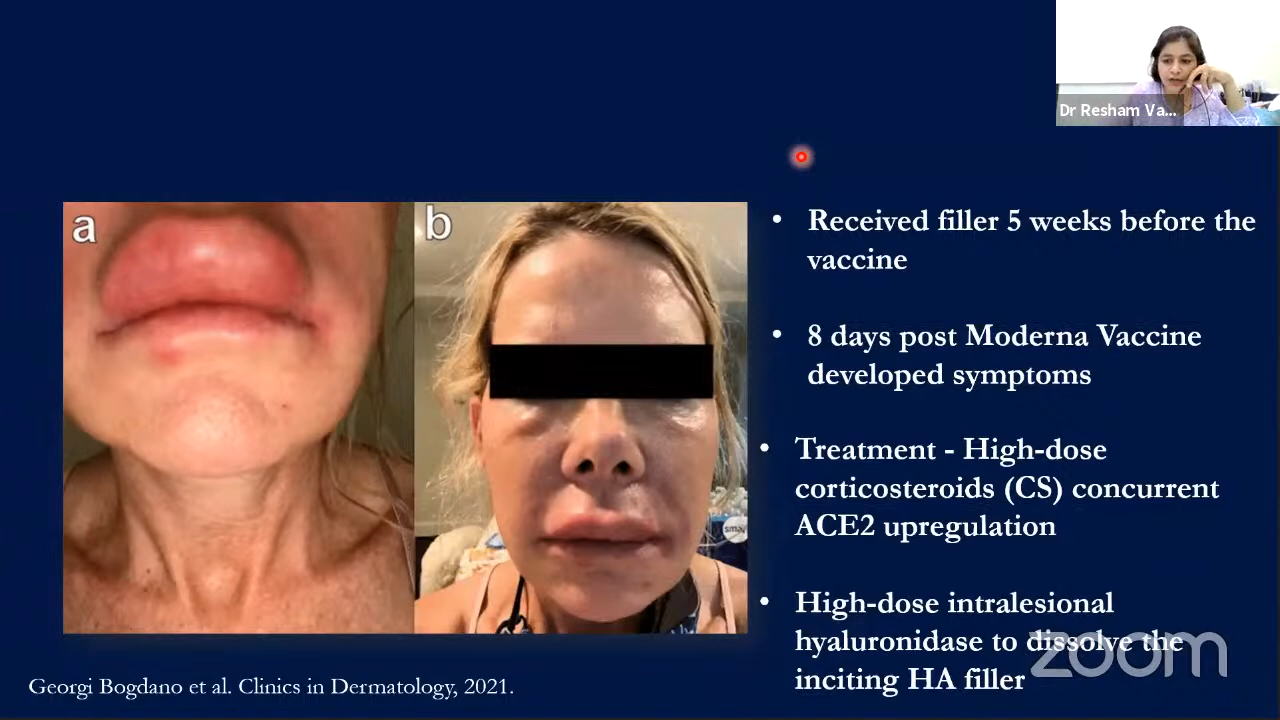 Dr Resham Va...
a
b
• Received filler 5 weeks before the
vaccine
• 8 days post Moderna Vaccine
developed symptoms
• Treatment - High-dose
corticosteroids (CS) concurrent
ACE2 upregulation
• High-dose intralesional
hyaluronidase to dissolve the
inciting HA filler
zoom
Georgi Bogdano et al. Clinics in Dermatology, 2021.